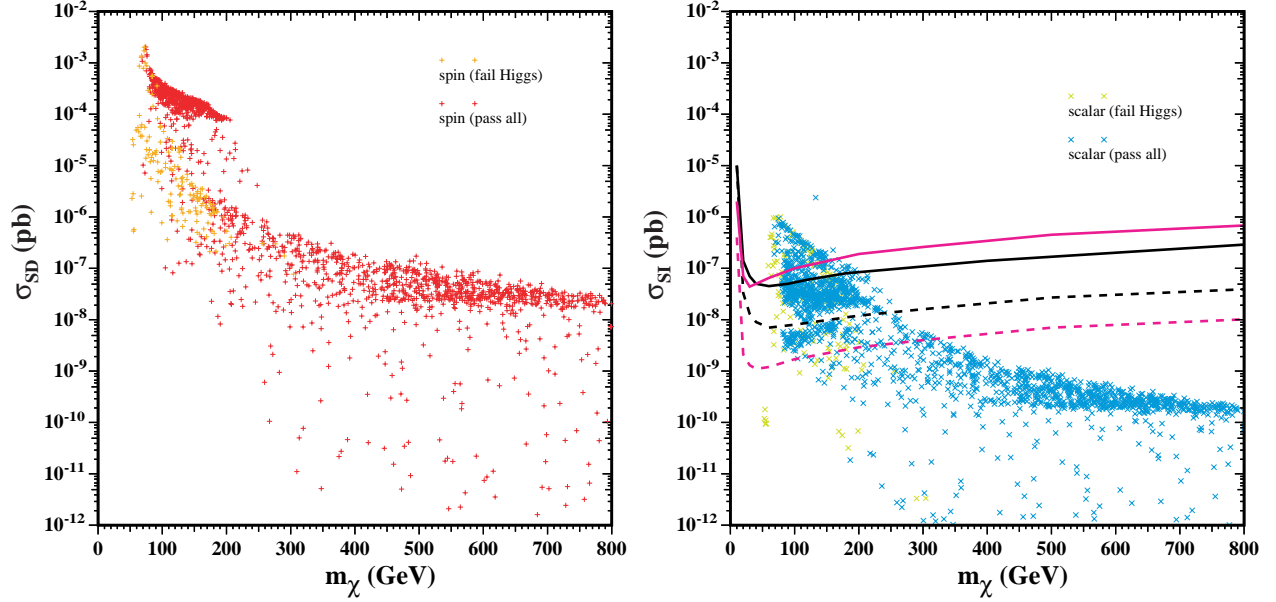 σSD (pb)
10-3
10-4
10-5
10-6
10-7
10-8
10-9
10-10
10-11
10-12
spin (fail Higgs)
spin (pass all)
0 100 200 300 400 500 600 700 800
mχ (GeV)
σSI (pb)
10-3
10-4
10-5
10-6
10-7
10-8
10-9
10-10
10-11
10-12
scalar (fail Higgs)
scalar (pass all)
0 100 200 300 400 500 600 700 800
mχ (GeV)